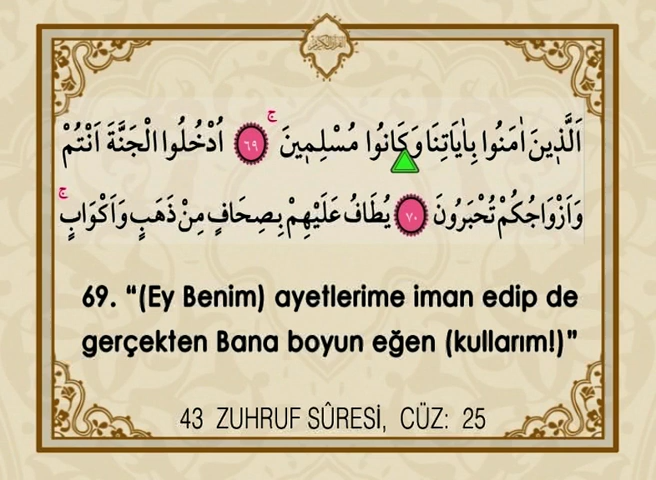 اَلَّذ۪ينَ اٰمَنُوا بِاٰيَاتِنَا وَكَانُوا مُسْلِم۪ينَۚ ﴿٦٩﴾ اُدْخُلُوا الْجَنَّةَ اَنْتُمْ
وَاَزْوَاجُكُمْ تُحْبَرُونَ ﴿٧٠﴾ يُطَافُ عَلَيْهِمْ بِصِحَافٍ مِنْ ذَهَبٍ وَاَكْوَابٍۚ
69. “(Ey Benim) ayetlerime iman edip de
gerçekten Bana boyun eğen (kullarım!)”
43 ZUHRUF SÛRESİ, CÜZ: 25